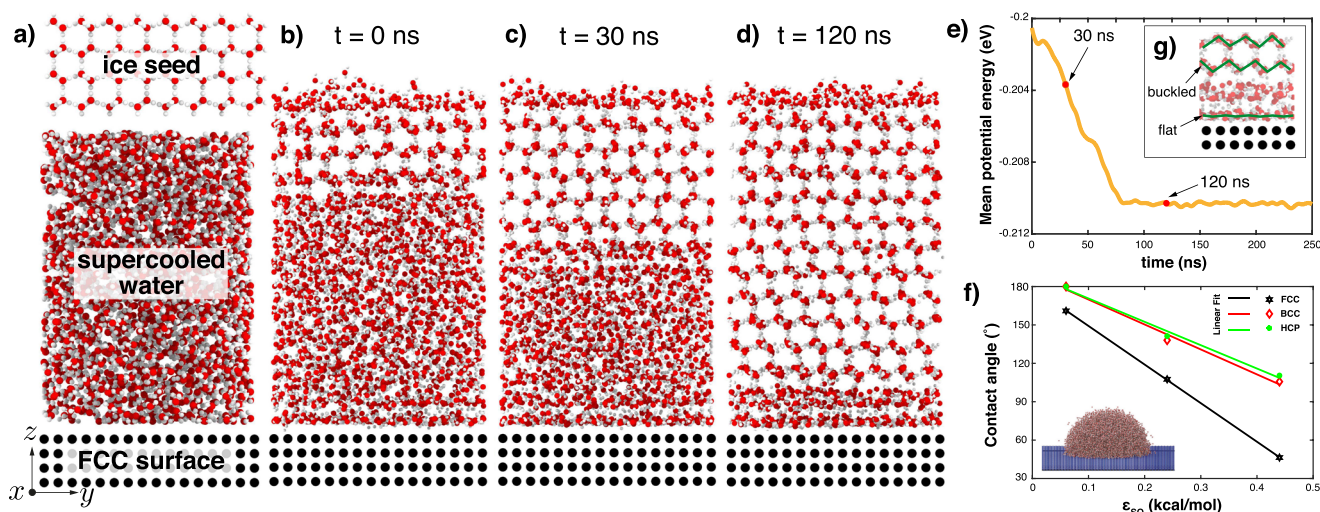 a)
ice seed
supercooled
water
FCC surface
z
x
y
b)
t = 0 ns
c)
t = 30 ns
d)
t = 120 ns
e)
Mean potential energy (eV)
-0.2
-0.204
-0.208
-0.212
30 ns
120 ns
0
50
100
150
200
250
time (ns)
g)
buckled
flat
f)
Contact angle (°)
180
150
120
90
60
30
0
0.1
0.2
0.3
0.4
0.5
Linear Fit
FCC
BCC
HCP
εSO (kcal/mol)